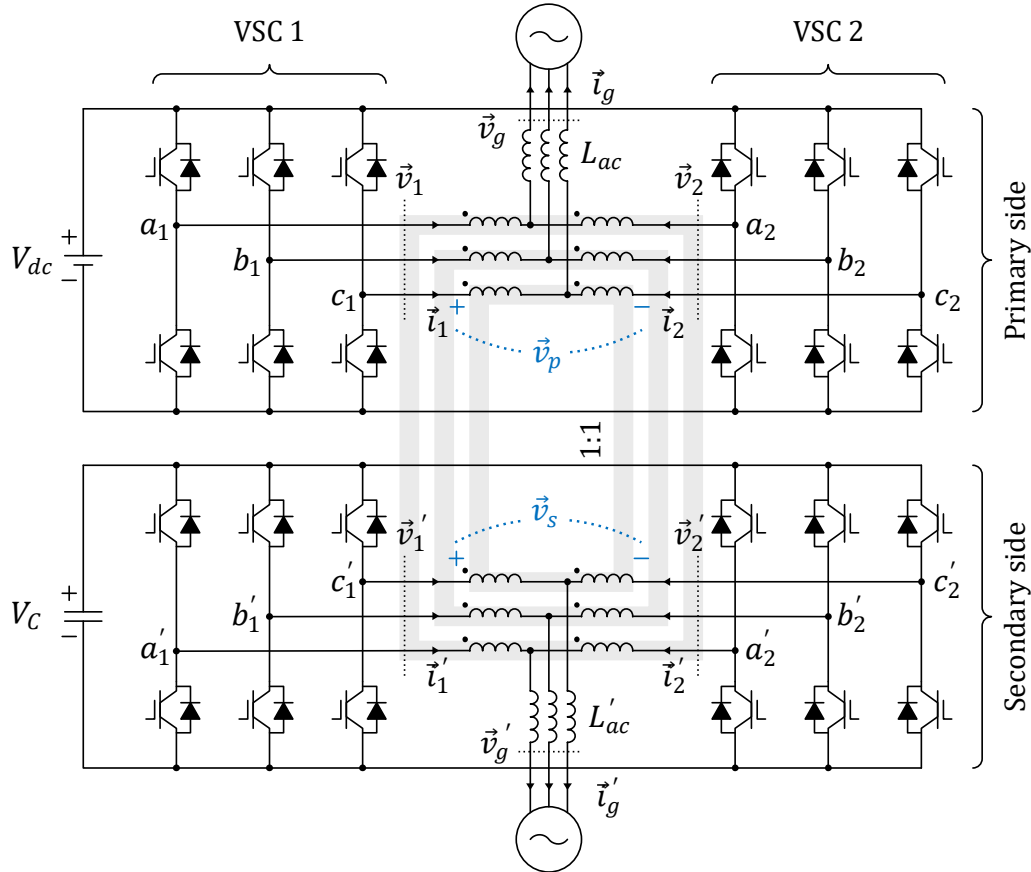 VSC 1
VSC 2
i⃗_g
v⃗_g
L_ac
v⃗_1
v⃗_2
a_1
a_2
V_dc
+
−
b_1
b_2
c_1
c_2
+
−
i⃗_1
i⃗_2
v⃗_p
Primary side
1:1
v⃗_s
v⃗_1′
v⃗_2′
+
−
c_1′
c_2′
V_C
+
−
b_1′
b_2′
a_1′
a_2′
i⃗_1′
i⃗_2′
L_ac′
v⃗_g′
i⃗_g′
Secondary side